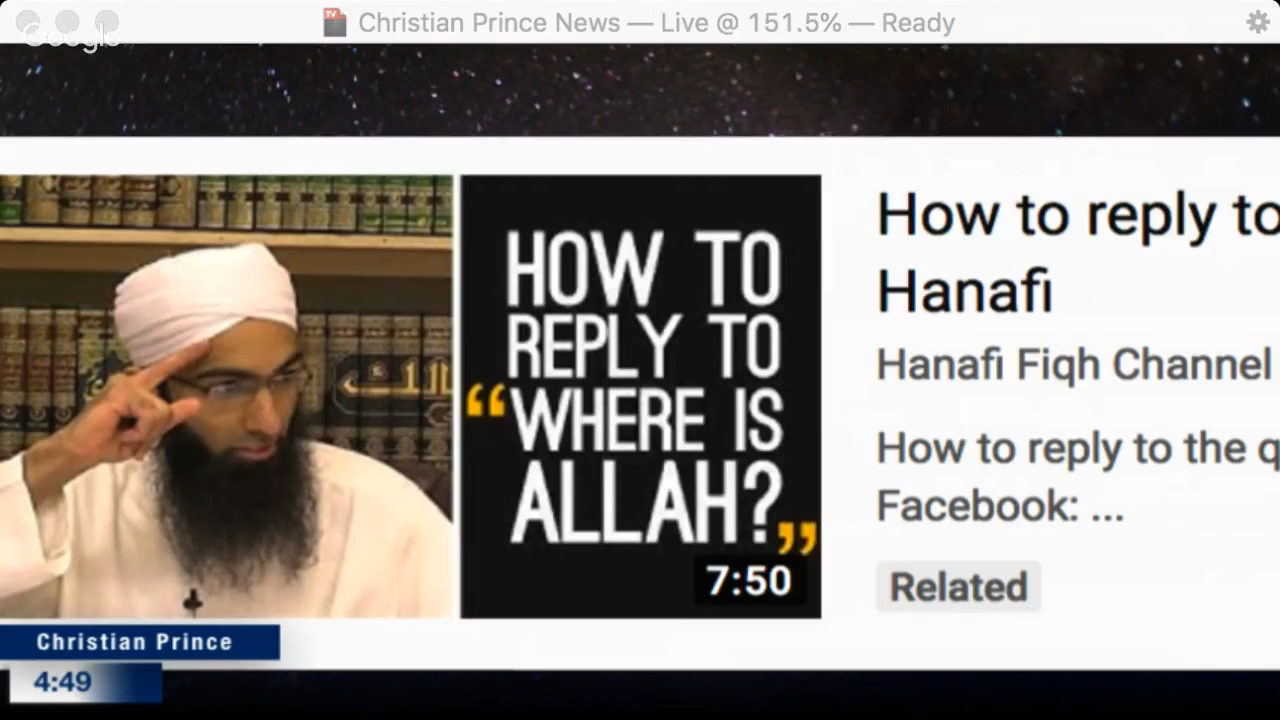 Google
Christian Prince News — Live @ 151.5% — Ready
HOW TO
REPLY TO
“WHERE IS
ALLAH?”
7:50
How to reply to
Hanafi
Hanafi Fiqh Channel
How to reply to the q
Facebook: ...
Related
Christian Prince
4:49